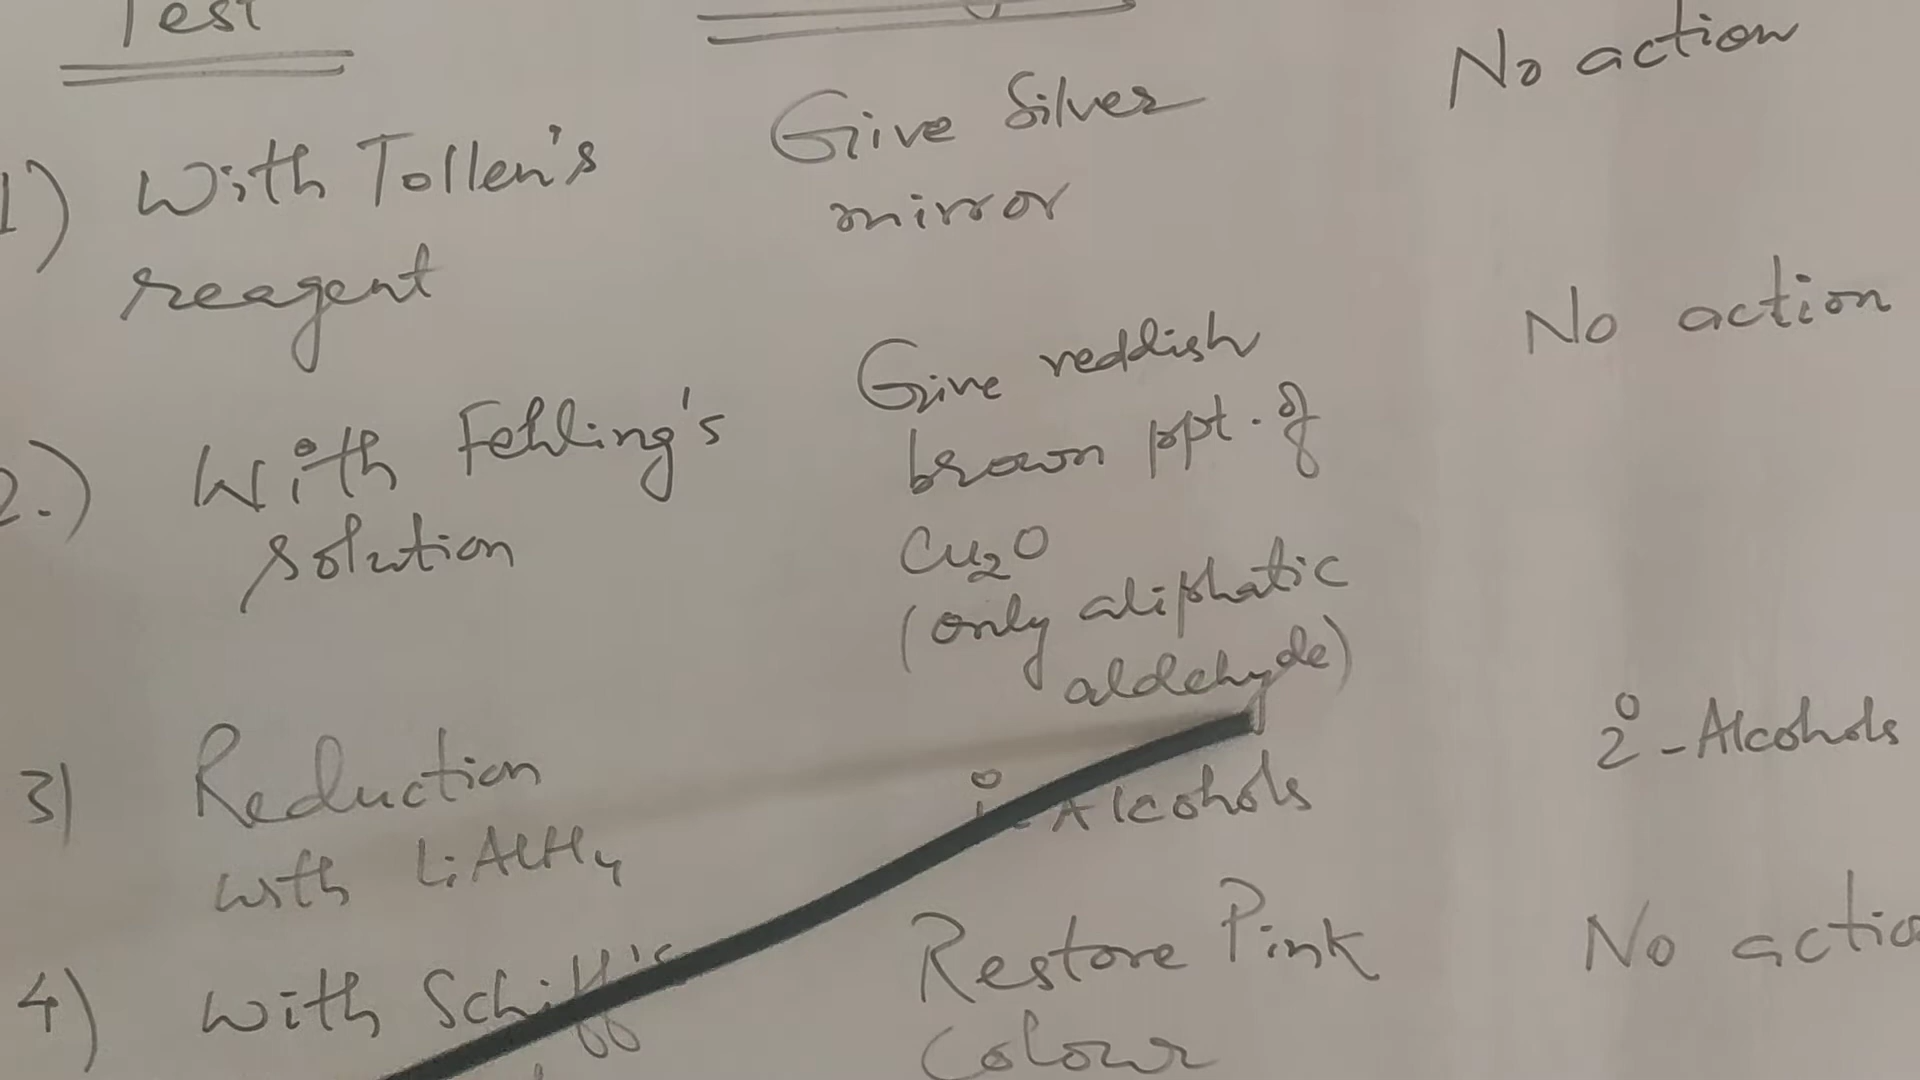 Test
1) With Tollen's
reagent
Give Silver
mirror
No action
2.) With Fehling's
solution
Give reddish
brown ppt. of
Cu2O
(only aliphatic
aldehyde)
No action
3) Reduction
with LiAlH4
1°-Alcohols
2°-Alcohols
4) With Schiff's
Restore Pink
Colour
No actio